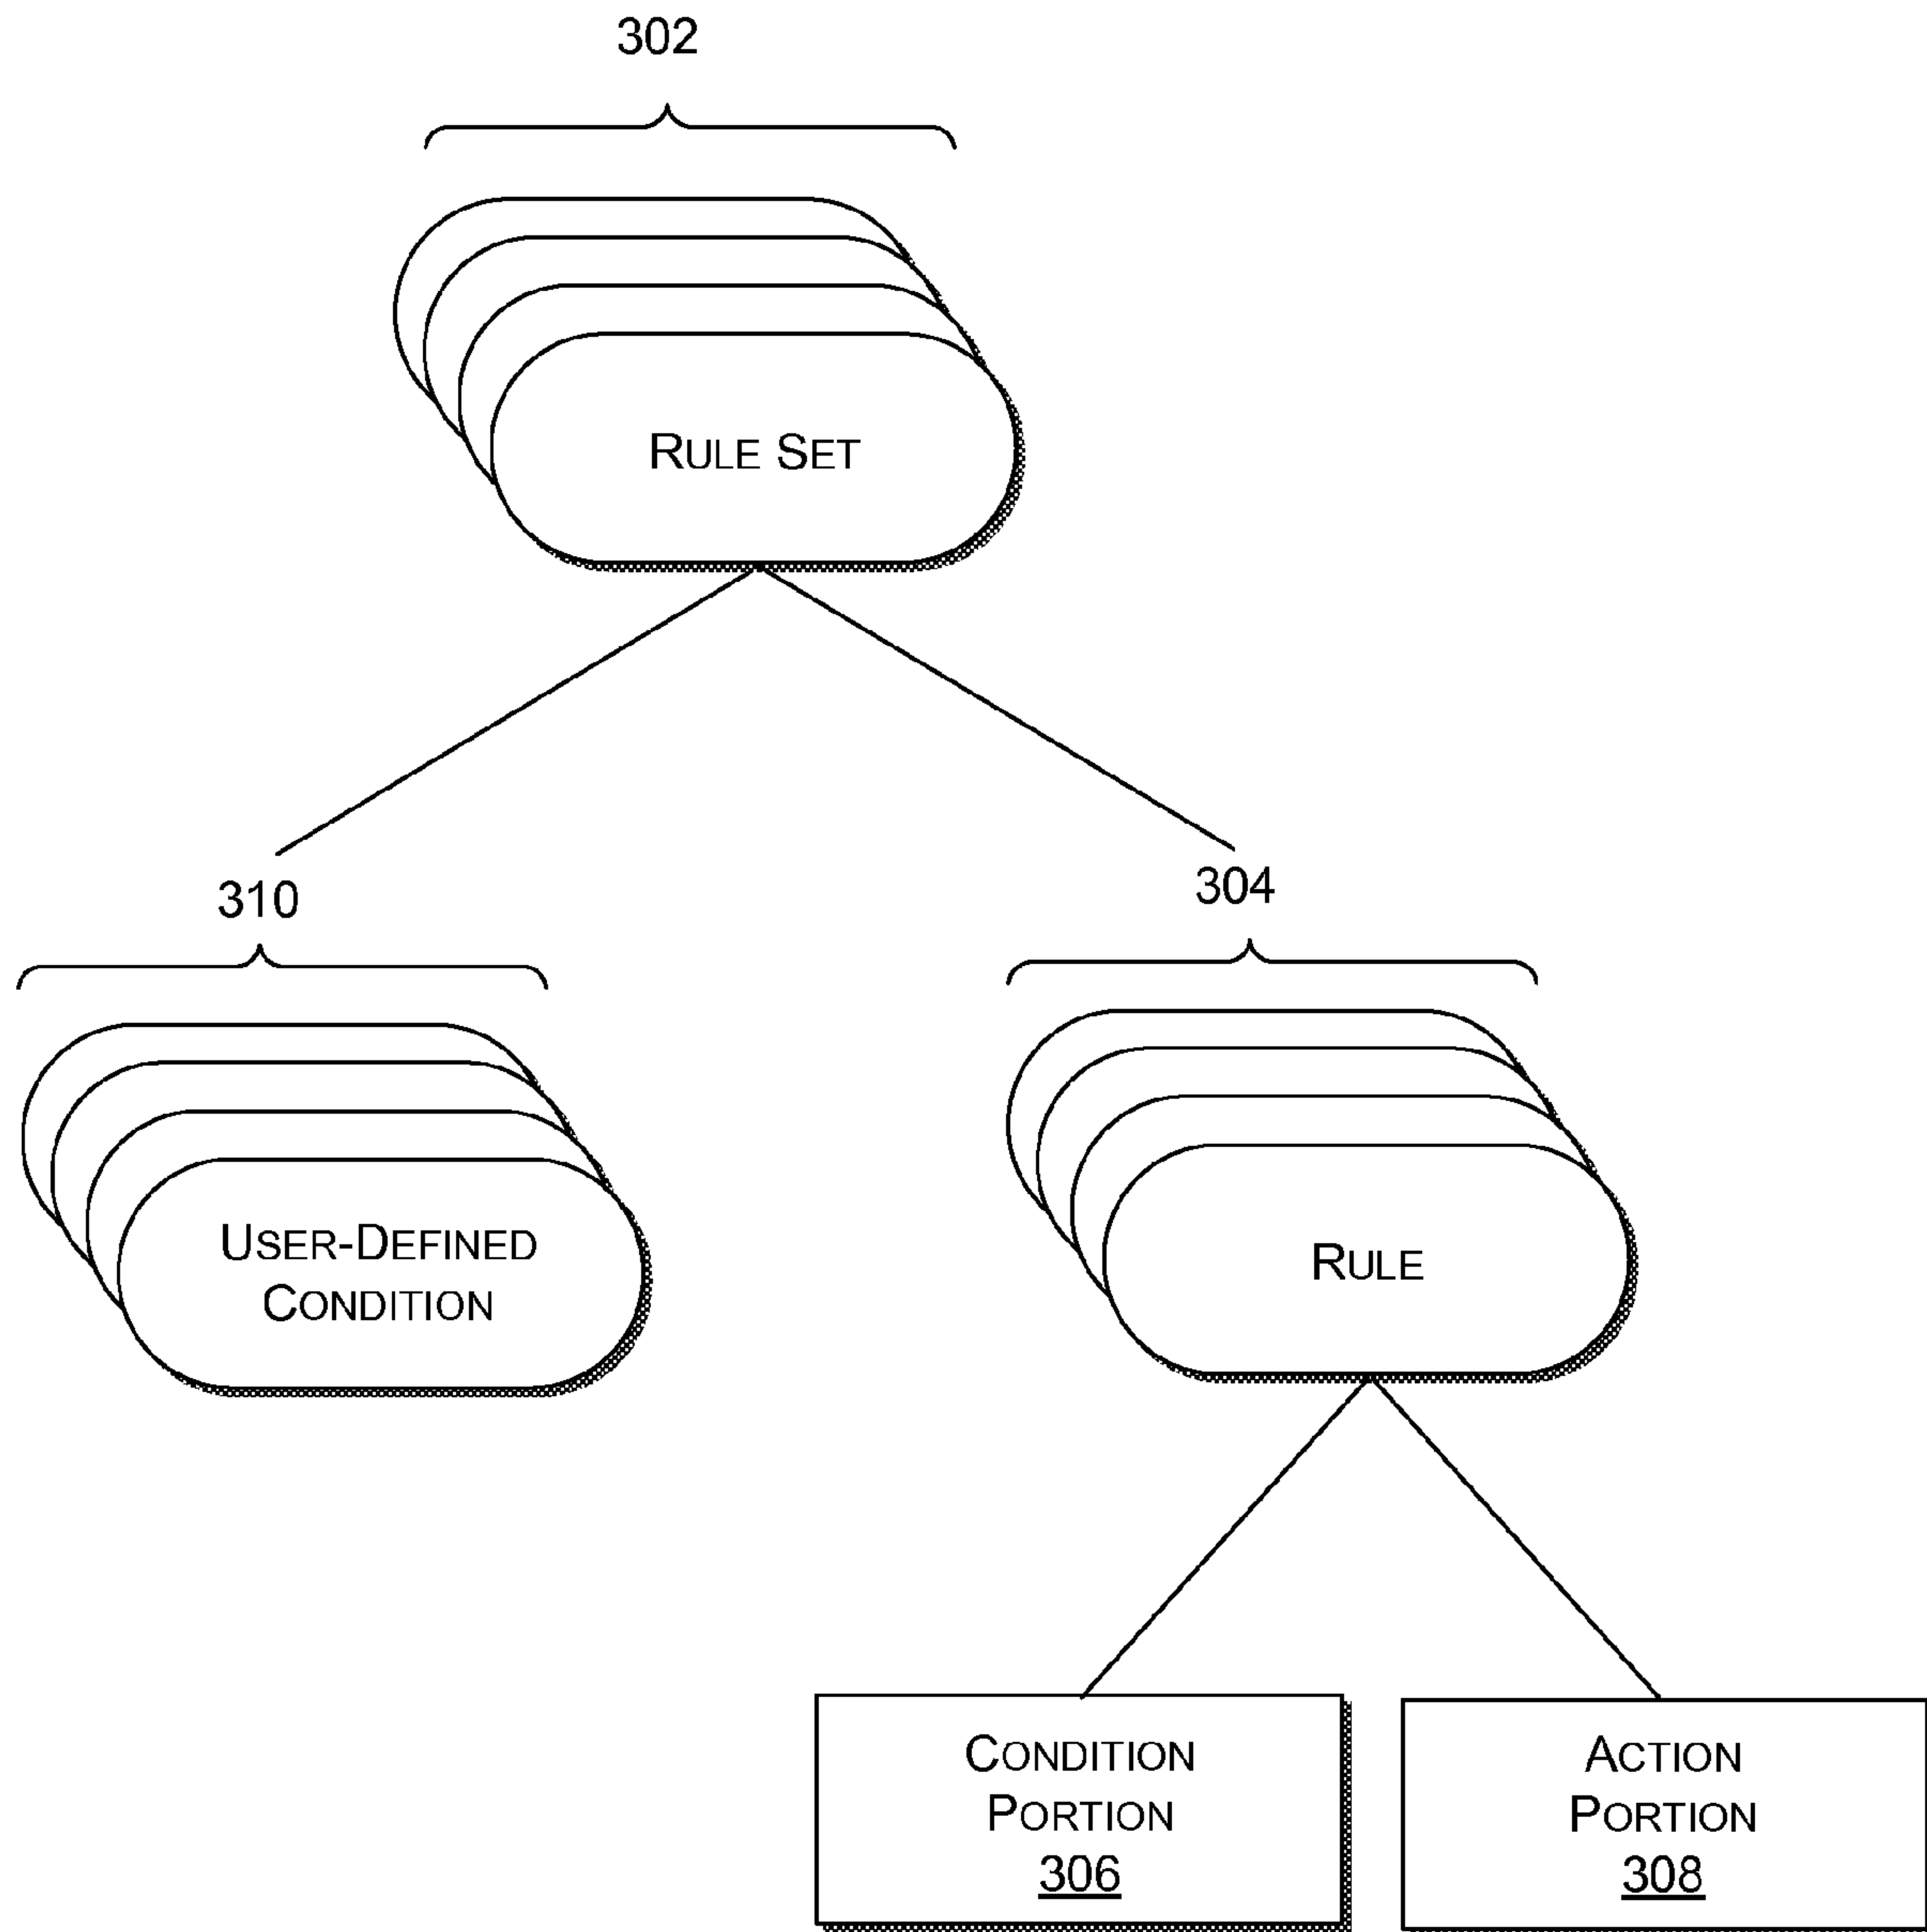 302
RULE SET
310
304
USER-DEFINED
CONDITION
RULE
CONDITION
PORTION
306
ACTION
PORTION
308